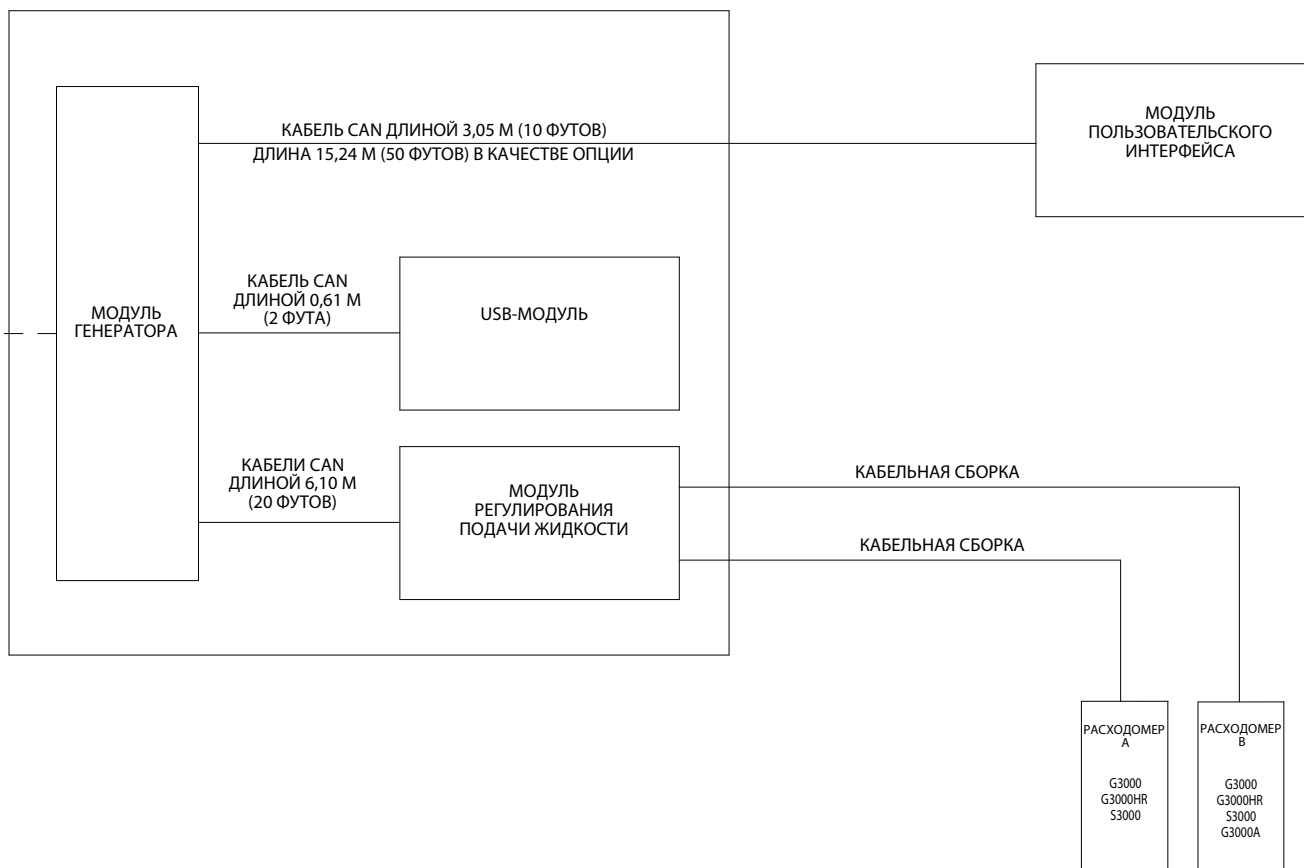 КАБЕЛЬ CAN ДЛИНОЙ 3,05 М (10 ФУТОВ)
ДЛИНА 15,24 М (50 ФУТОВ) В КАЧЕСТВЕ ОПЦИИ
МОДУЛЬ
ПОЛЬЗОВАТЕЛЬСКОГО
ИНТЕРФЕЙСА
МОДУЛЬ
ГЕНЕРАТОРА
КАБЕЛЬ CAN
ДЛИНОЙ 0,61 М
(2 ФУТА)
USB-МОДУЛЬ
КАБЕЛИ CAN
ДЛИНОЙ 6,10 М
(20 ФУТОВ)
МОДУЛЬ
РЕГУЛИРОВАНИЯ
ПОДАЧИ ЖИДКОСТИ
КАБЕЛЬНАЯ СБОРКА
КАБЕЛЬНАЯ СБОРКА
РАСХОДОМЕР
А
G3000
G3000HR
S3000
РАСХОДОМЕР
В
G3000
G3000HR
S3000
G3000A